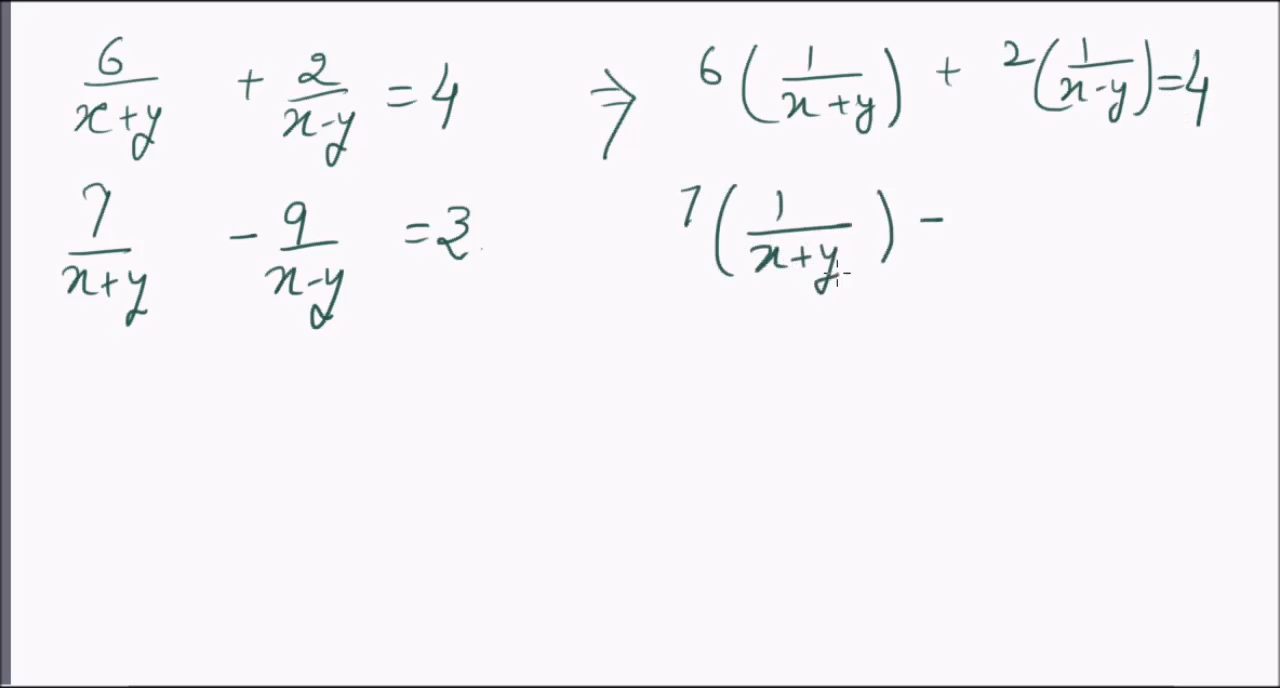 6/(x+y) + 2/(x-y) = 4 ⇒ 6(1/(x+y)) + 2(1/(x-y)) = 4
7/(x+y) - 9/(x-y) = 3 7(1/(x+y)) -